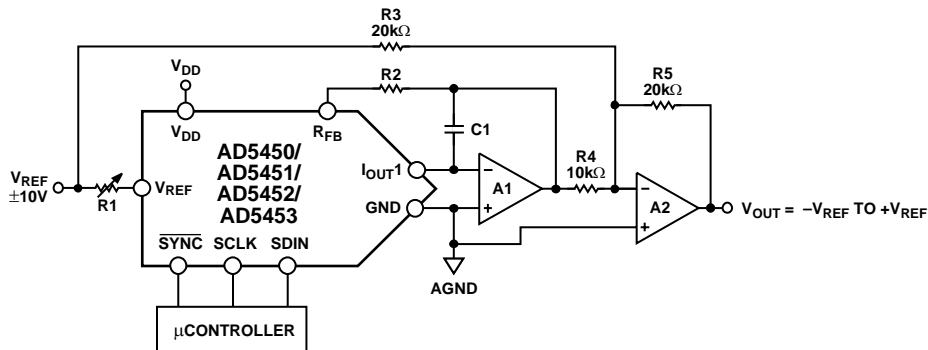 R3
20kΩ
VDD
R2
R5
20kΩ
VDD
RFB
C1
AD5450/
AD5451/
AD5452/
AD5453
R4
10kΩ
VREF
±10V
R1
VREF
IOUT1
A1
GND
A2
VOUT = –VREF TO +VREF
SYNC SCLK SDIN
AGND
µCONTROLLER
− + − +